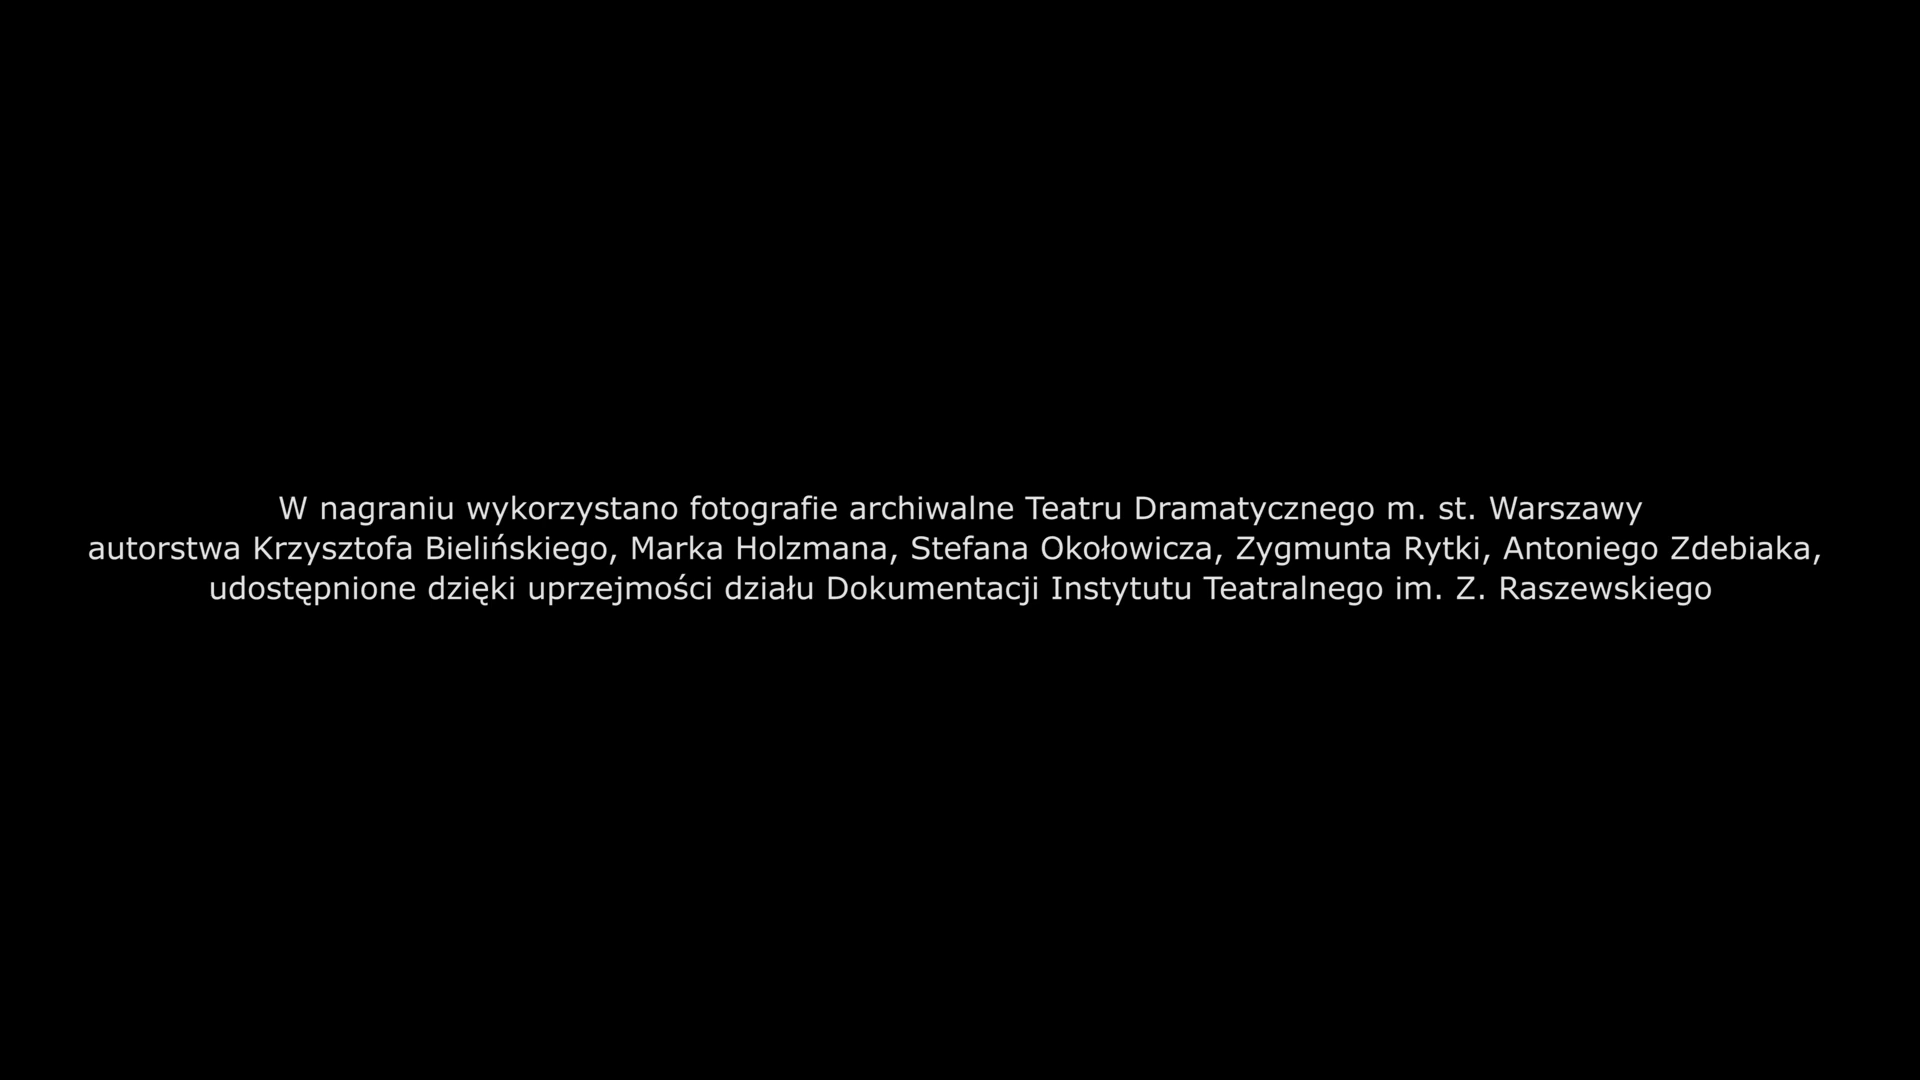 W nagraniu wykorzystano fotografie archiwalne Teatru Dramatycznego m. st. Warszawy
autorstwa Krzysztofa Bielińskiego, Marka Holzmana, Stefana Okołowicza, Zygmunta Rytki, Antoniego Zdebiaka,
udostępnione dzięki uprzejmości działu Dokumentacji Instytutu Teatralnego im. Z. Raszewskiego